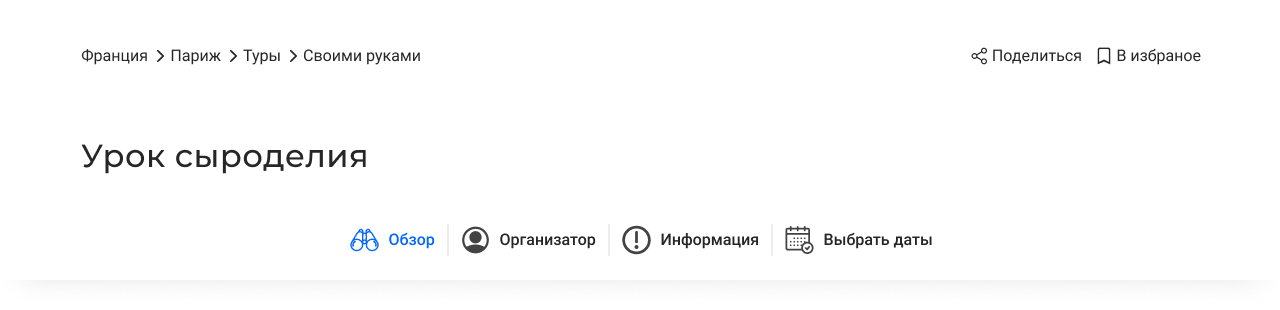 Франция > Париж > Туры > Своими руками Поделиться В избраное
Урок сыроделия
Обзор Организатор Информация Выбрать даты